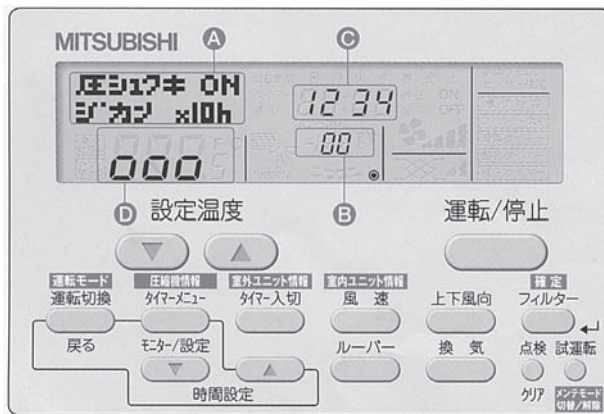 MITSUBISHI
A
C
圧シュクキ ON
ジカン x10h
12 34
00
000
D
B
設定温度
運転/停止
▼
▲
運転モード
圧縮機情報
室外ユニット情報
室内ユニット情報
確定
運転切換
タイマーメニュー
タイマー入切
風速
上下風向
フィルター
戻る
モニター/設定
ルーバー
換気
点検
試運転
▼
▲
時間設定
クリア
メンテモード
切替/解除